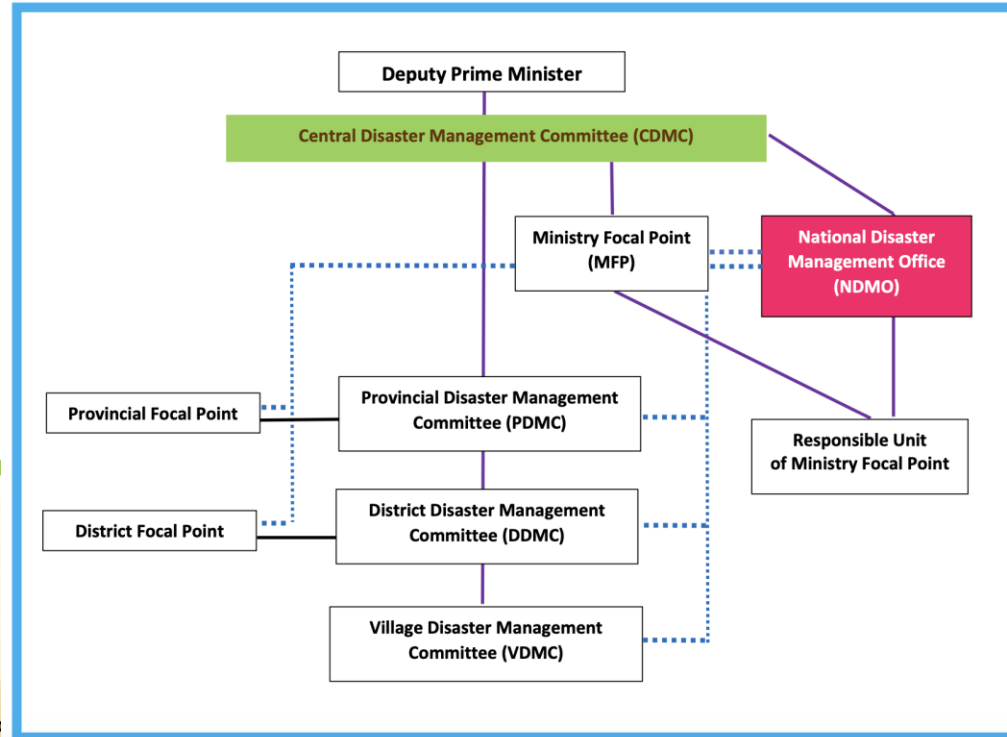 Deputy Prime Minister
Central Disaster Management Committee (CDMC)
Ministry Focal Point
(MFP)
National Disaster
Management Office
(NDMO)
Provincial Focal Point
Provincial Disaster Management
Committee (PDMC)
Responsible Unit
of Ministry Focal Point
District Focal Point
District Disaster Management
Committee (DDMC)
Village Disaster Management
Committee (VDMC)